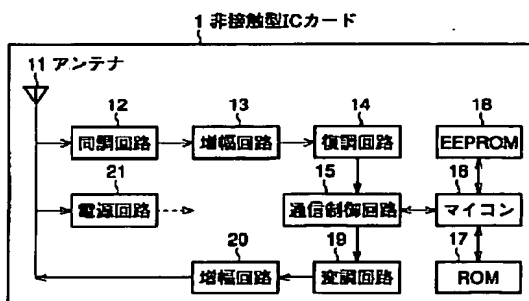 1 非接触型ICカード
11 アンテナ
12
13
14
18
同調回路
増幅回路
復調回路
EEPROM
21
15
16
電源回路
通信制御回路
マイコン
20
19
17
増幅回路
変調回路
ROM